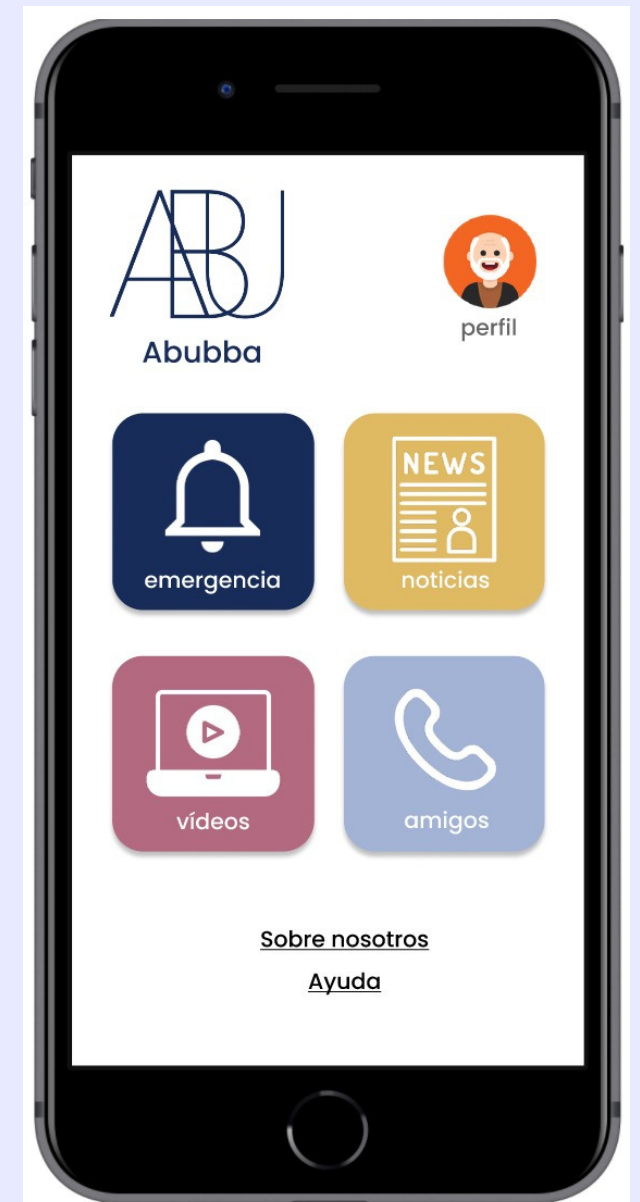 ABU
Abubba
perfil
emergencia
NEWS
noticias
vídeos
amigos
Sobre nosotros
Ayuda